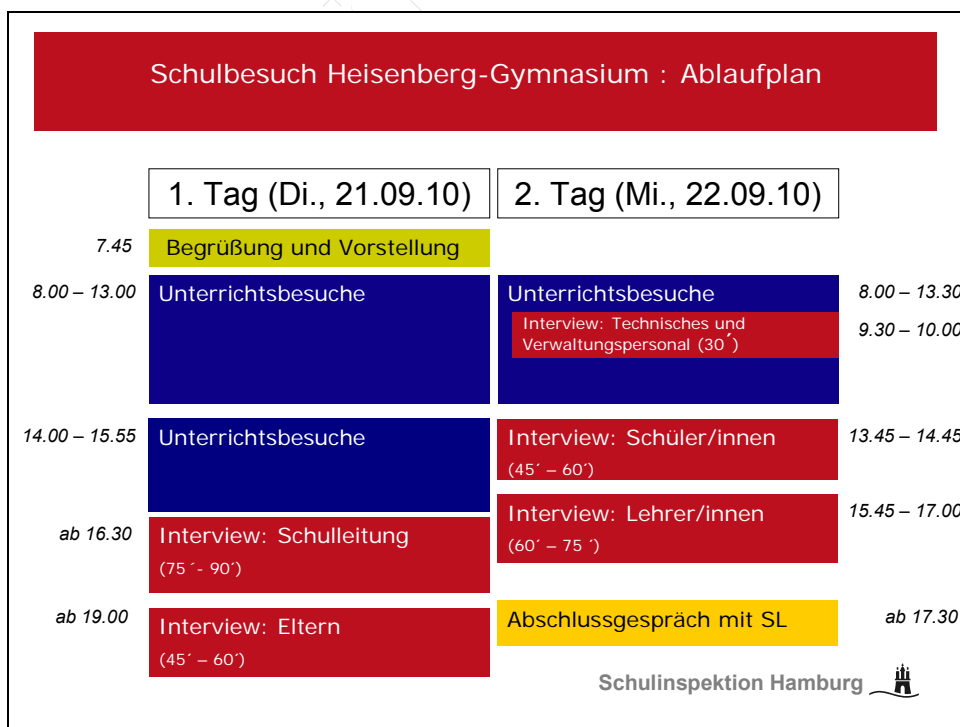 Schulbesuch Heisenberg-Gymnasium : Ablaufplan
1. Tag (Di., 21.09.10)
2. Tag (Mi., 22.09.10)
7.45
Begrüßung und Vorstellung
8.00 – 13.00
Unterrichtsbesuche
Unterrichtsbesuche
8.00 – 13.30
Interview: Technisches und
Verwaltungspersonal (30´)
9.30 – 10.00
14.00 – 15.55
Unterrichtsbesuche
Interview: Schüler/innen
(45´ – 60´)
13.45 – 14.45
Interview: Lehrer/innen
(60´ – 75 ´)
15.45 – 17.00
ab 16.30
Interview: Schulleitung
(75 ´- 90´)
ab 19.00
Interview: Eltern
(45´ – 60´)
Abschlussgespräch mit SL
ab 17.30
Schulinspektion Hamburg